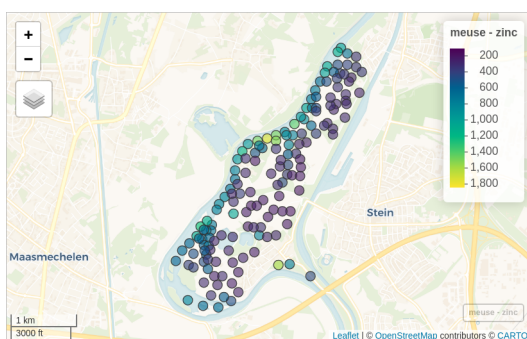 +
−
meuse - zinc
200
400
600
800
1,000
1,200
1,400
1,600
1,800
Stein
Maasmechelen
meuse - zinc
1 km
3000 ft
Leaflet | © OpenStreetMap contributors © CARTO